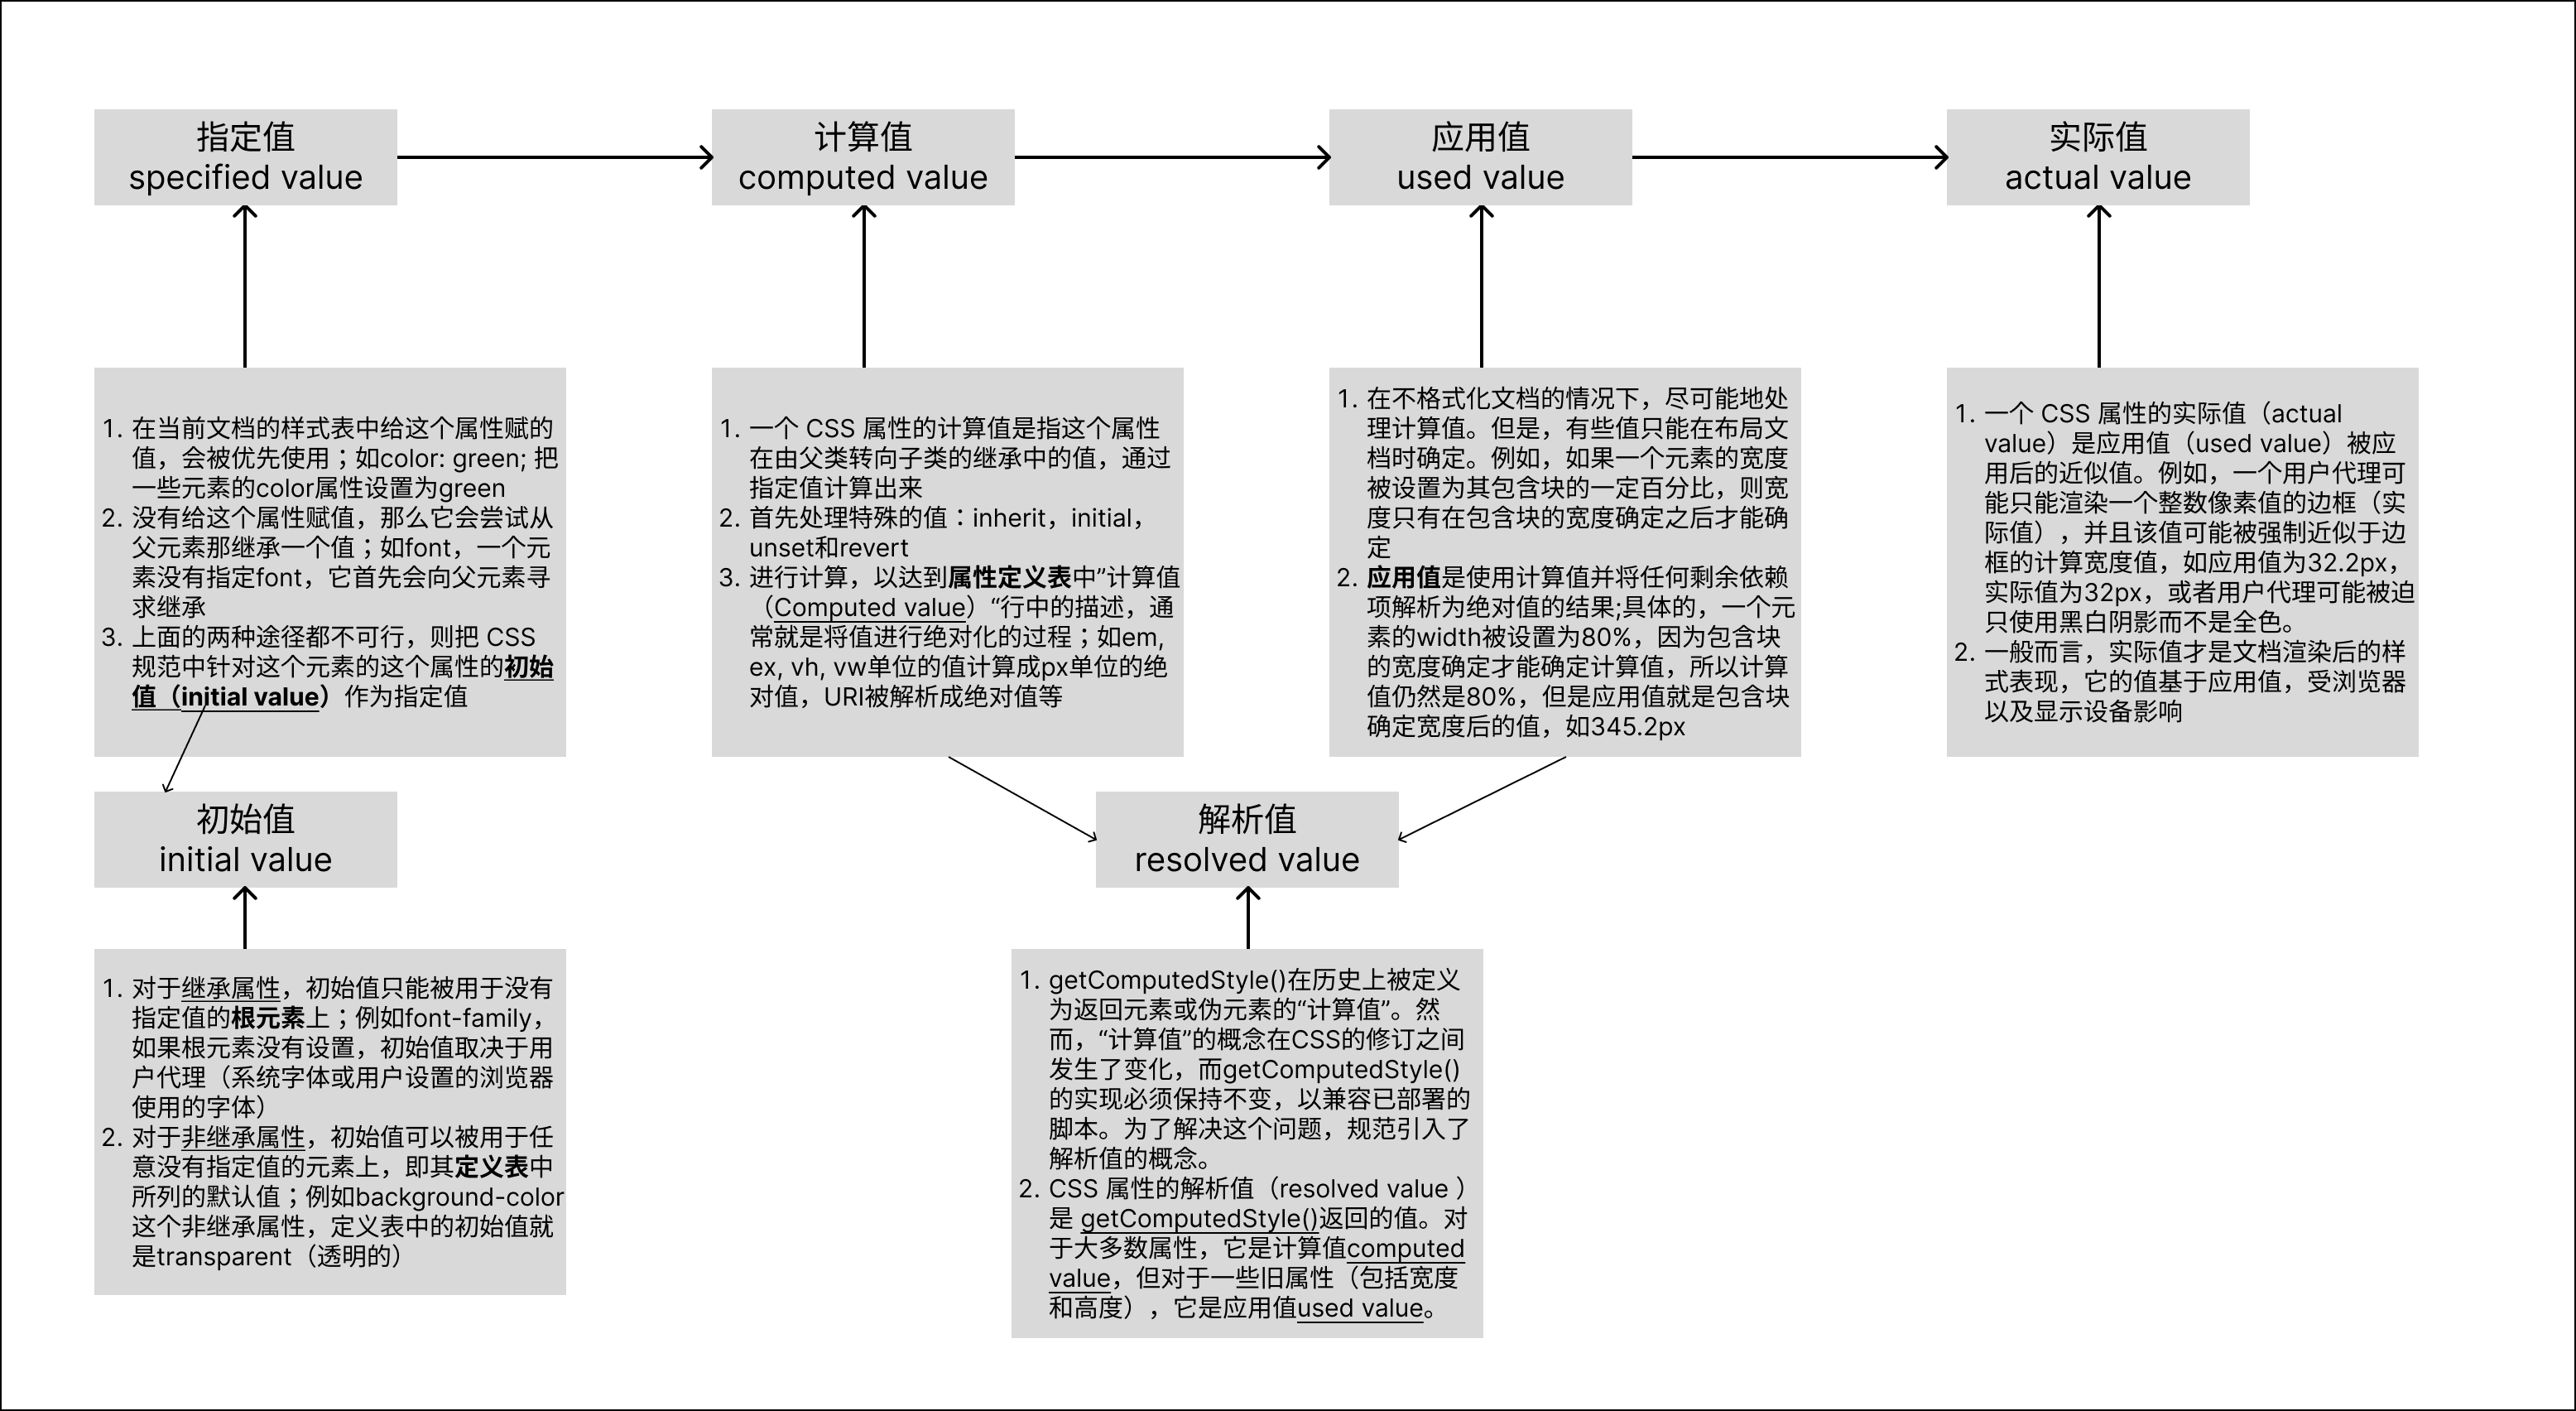 指定值
specified value
计算值
computed value
应用值
used value
实际值
actual value
1. 在当前文档的样式表中给这个属性赋的
值，会被优先使用；如color: green; 把
一些元素的color属性设置为green
2. 没有给这个属性赋值，那么它会尝试从
父元素那继承一个值；如font，一个元
素没有指定font，它首先会向父元素寻
求继承
3. 上面的两种途径都不可行，则把 CSS
规范中针对这个元素的这个属性的初始
值（initial value）作为指定值
1. 一个 CSS 属性的计算值是指这个属性
在由父类转向子类的继承中的值，通过
指定值计算出来
2. 首先处理特殊的值：inherit，initial，
unset和revert
3. 进行计算，以达到属性定义表中”计算值
（Computed value）“行中的描述，通
常就是将值进行绝对化的过程；如em,
ex, vh, vw单位的值计算成px单位的绝
对值，URI被解析成绝对值等
1. 在不格式化文档的情况下，尽可能地处
理计算值。但是，有些值只能在布局文
档时确定。例如，如果一个元素的宽度
被设置为其包含块的一定百分比，则宽
度只有在包含块的宽度确定之后才能确
定
2. 应用值是使用计算值并将任何剩余依赖
项解析为绝对值的结果;具体的，一个元
素的width被设置为80%，因为包含块
的宽度确定才能确定计算值，所以计算
值仍然是80%，但是应用值就是包含块
确定宽度后的值，如345.2px
1. 一个 CSS 属性的实际值（actual
value）是应用值（used value）被应
用后的近似值。例如，一个用户代理可
能只能渲染一个整数像素值的边框（实
际值），并且该值可能被强制近似于边
框的计算宽度值，如应用值为32.2px，
实际值为32px，或者用户代理可能被迫
只使用黑白阴影而不是全色。
2. 一般而言，实际值才是文档渲染后的样
式表现，它的值基于应用值，受浏览器
以及显示设备影响
初始值
initial value
解析值
resolved value
1. 对于继承属性，初始值只能被用于没有
指定值的根元素上；例如font-family，
如果根元素没有设置，初始值取决于用
户代理（系统字体或用户设置的浏览器
使用的字体）
2. 对于非继承属性，初始值可以被用于任
意没有指定值的元素上，即其定义表中
所列的默认值；例如background-color
这个非继承属性，定义表中的初始值就
是transparent（透明的）
1. getComputedStyle()在历史上被定义
为返回元素或伪元素的“计算值”。然
而，“计算值”的概念在CSS的修订之间
发生了变化，而getComputedStyle()
的实现必须保持不变，以兼容已部署的
脚本。为了解决这个问题，规范引入了
解析值的概念。
2. CSS 属性的解析值（resolved value ）
是 getComputedStyle()返回的值。对
于大多数属性，它是计算值computed
value，但对于一些旧属性（包括宽度
和高度），它是应用值used value。